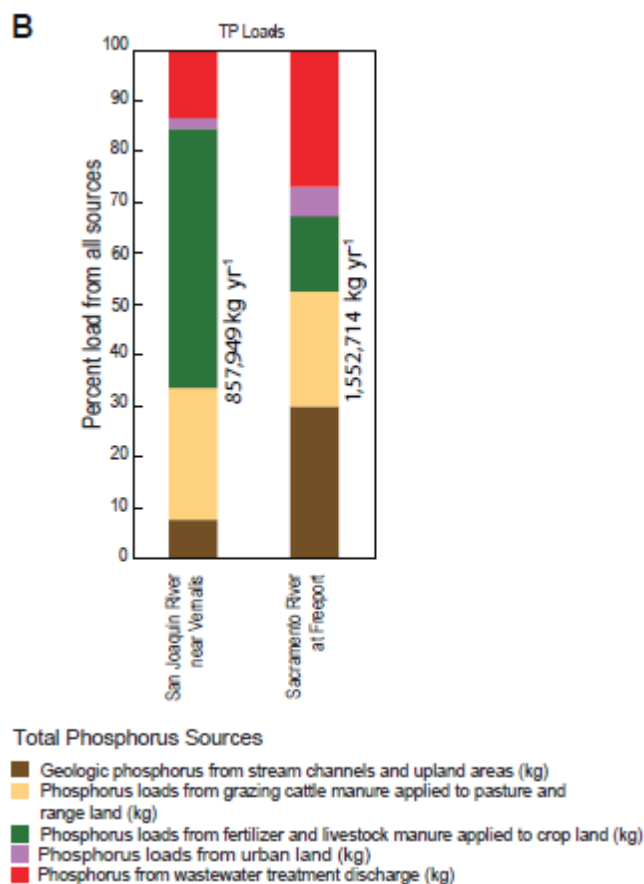 B
TP Loads
100
90
80
70
60
50
40
30
20
10
0
Percent load from all sources
857,949 kg yr⁻¹
1,552,714 kg yr⁻¹
San Joaquin River
near Vernalis
Sacramento River
at Freeport
Total Phosphorus Sources
Geologic phosphorus from stream channels and upland areas (kg)
Phosphorus loads from grazing cattle manure applied to pasture and
range land (kg)
Phosphorus loads from fertilizer and livestock manure applied to crop land (kg)
Phosphorus loads from urban land (kg)
Phosphorus from wastewater treatment discharge (kg)